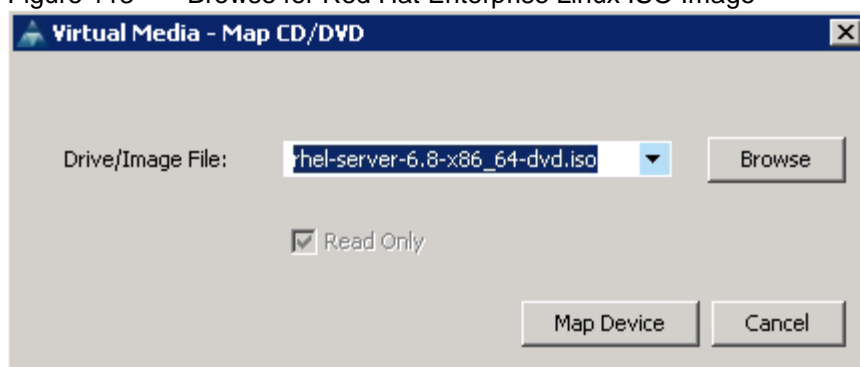 Virtual Media - Map CD/DVD
Drive/Image File: rhel-server-6.8-x86_64-dvd.iso Browse
Read Only
Map Device Cancel